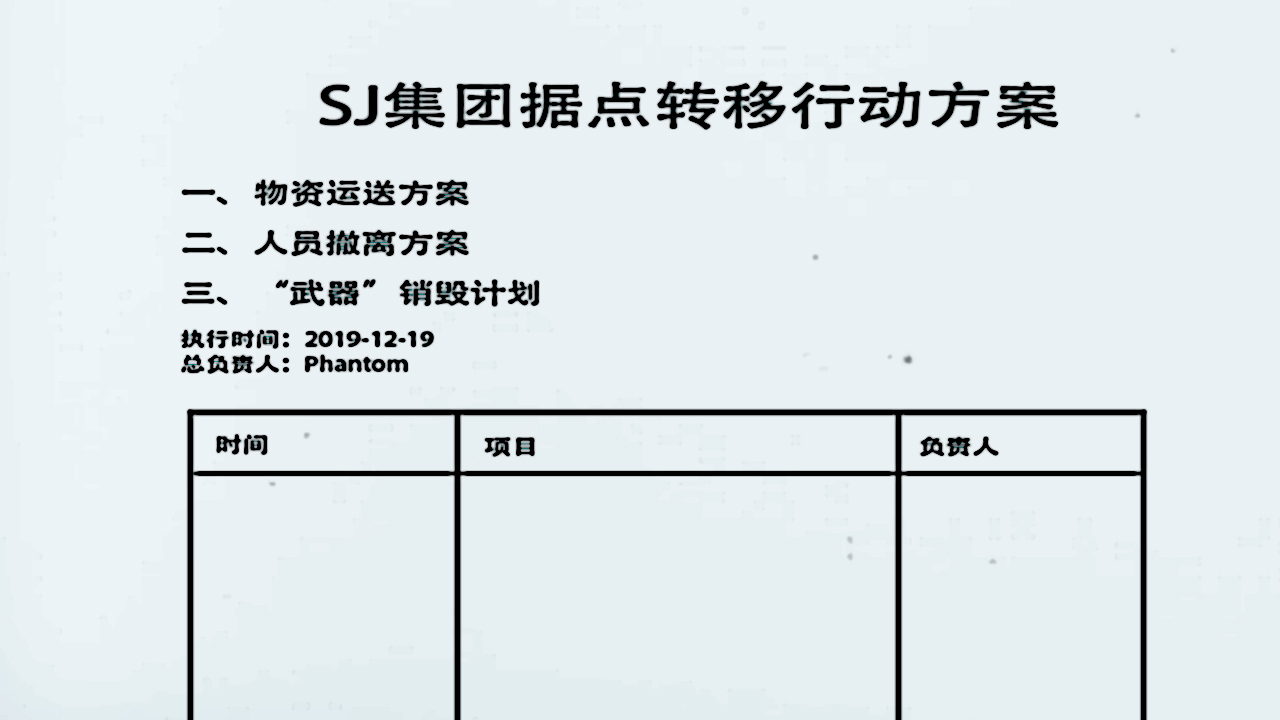 SJ集团据点转移行动方案
一、物资运送方案
二、人员撤离方案
三、“武器”销毁计划
执行时间：2019-12-19
总负责人：Phantom
时间 项目 负责人